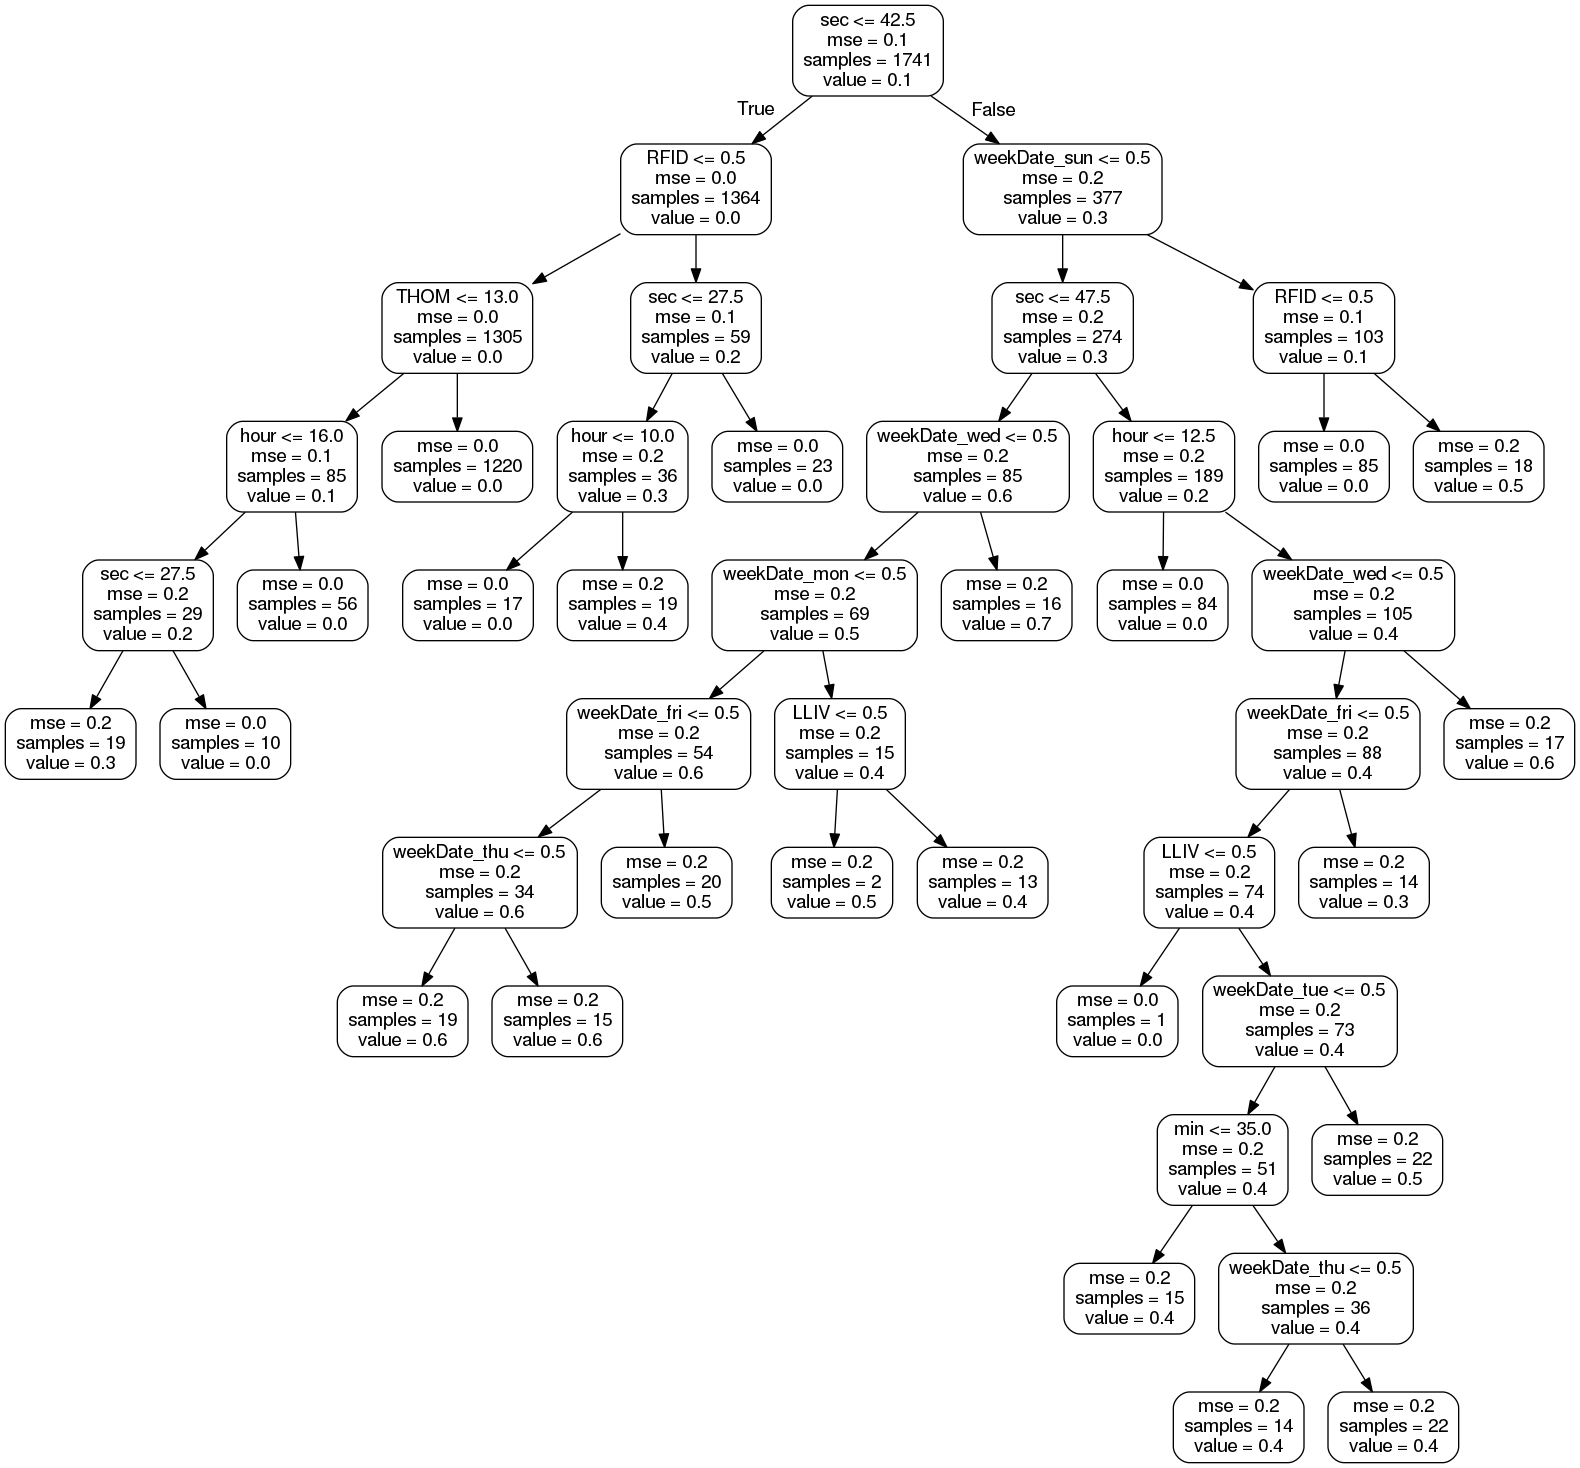 sec <= 42.5
mse = 0.1
samples = 1741
value = 0.1
True
False
RFID <= 0.5
mse = 0.0
samples = 1364
value = 0.0
weekDate_sun <= 0.5
mse = 0.2
samples = 377
value = 0.3
THOM <= 13.0
mse = 0.0
samples = 1305
value = 0.0
sec <= 27.5
mse = 0.1
samples = 59
value = 0.2
sec <= 47.5
mse = 0.2
samples = 274
value = 0.3
RFID <= 0.5
mse = 0.1
samples = 103
value = 0.1
hour <= 16.0
mse = 0.1
samples = 85
value = 0.1
mse = 0.0
samples = 1220
value = 0.0
hour <= 10.0
mse = 0.2
samples = 36
value = 0.3
mse = 0.0
samples = 23
value = 0.0
weekDate_wed <= 0.5
mse = 0.2
samples = 85
value = 0.6
hour <= 12.5
mse = 0.2
samples = 189
value = 0.2
mse = 0.0
samples = 85
value = 0.0
mse = 0.2
samples = 18
value = 0.5
sec <= 27.5
mse = 0.2
samples = 29
value = 0.2
mse = 0.0
samples = 56
value = 0.0
mse = 0.0
samples = 17
value = 0.0
mse = 0.2
samples = 19
value = 0.4
weekDate_mon <= 0.5
mse = 0.2
samples = 69
value = 0.5
mse = 0.2
samples = 16
value = 0.7
mse = 0.0
samples = 84
value = 0.0
weekDate_wed <= 0.5
mse = 0.2
samples = 105
value = 0.4
mse = 0.2
samples = 19
value = 0.3
mse = 0.0
samples = 10
value = 0.0
weekDate_fri <= 0.5
mse = 0.2
samples = 54
value = 0.6
LLIV <= 0.5
mse = 0.2
samples = 15
value = 0.4
weekDate_fri <= 0.5
mse = 0.2
samples = 88
value = 0.4
mse = 0.2
samples = 17
value = 0.6
weekDate_thu <= 0.5
mse = 0.2
samples = 34
value = 0.6
mse = 0.2
samples = 20
value = 0.5
mse = 0.2
samples = 2
value = 0.5
mse = 0.2
samples = 13
value = 0.4
LLIV <= 0.5
mse = 0.2
samples = 74
value = 0.4
mse = 0.2
samples = 14
value = 0.3
mse = 0.2
samples = 19
value = 0.6
mse = 0.2
samples = 15
value = 0.6
mse = 0.0
samples = 1
value = 0.0
weekDate_tue <= 0.5
mse = 0.2
samples = 73
value = 0.4
min <= 35.0
mse = 0.2
samples = 51
value = 0.4
mse = 0.2
samples = 22
value = 0.5
mse = 0.2
samples = 15
value = 0.4
weekDate_thu <= 0.5
mse = 0.2
samples = 36
value = 0.4
mse = 0.2
samples = 14
value = 0.4
mse = 0.2
samples = 22
value = 0.4